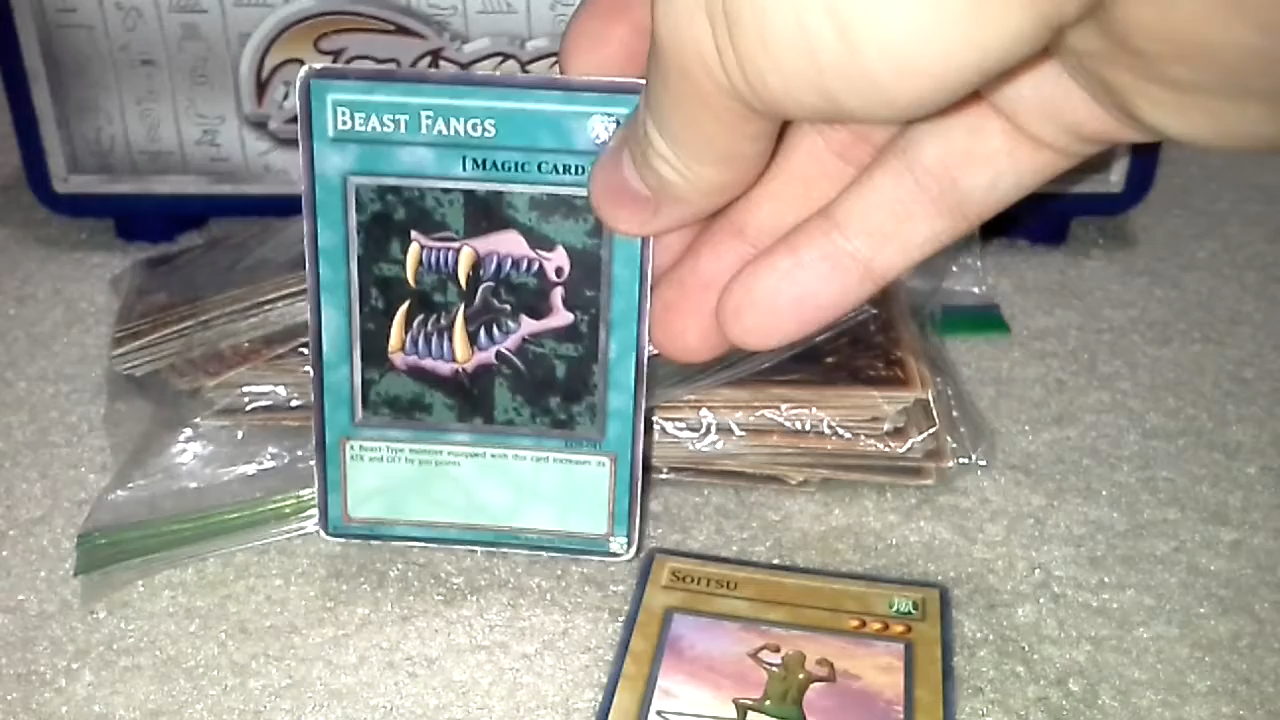 BEAST FANGS
[MAGIC CARD
A Beast-Type monster equipped with this card increases its
ATK and DEF by 300 points.
SOITSU
風